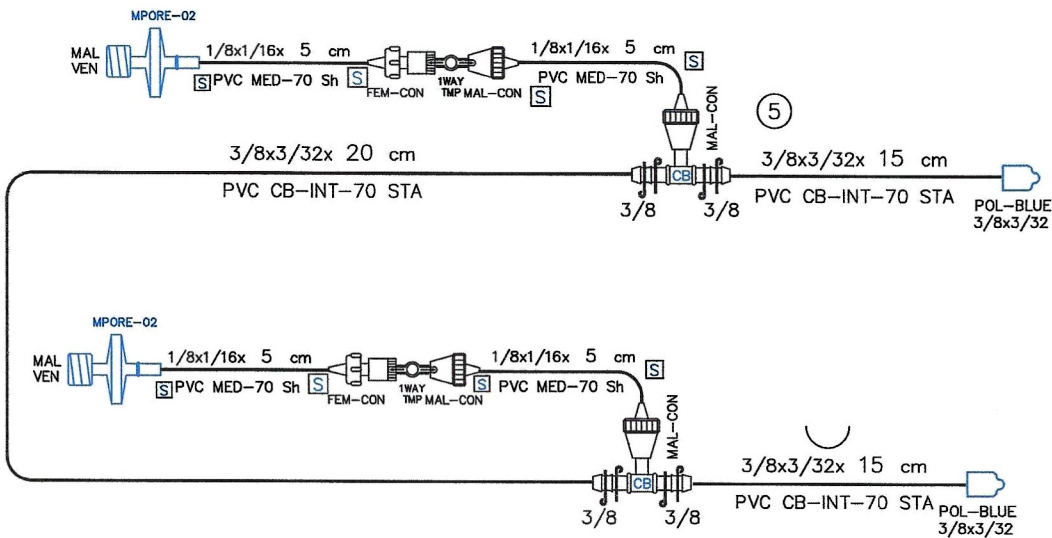 MPORE-02
MAL
VEN
1/8x1/16x 5 cm
S PVC MED-70 Sh S
FEM-CON
1WAY
TMP
MAL-CON
1/8x1/16x 5 cm
PVC MED-70 Sh
S
S
MAL-CON
5
3/8x3/32x 20 cm
PVC CB-INT-70 STA
CB
3/8
3/8
3/8x3/32x 15 cm
PVC CB-INT-70 STA
POL-BLUE
3/8x3/32
MPORE-02
MAL
VEN
1/8x1/16x 5 cm
S PVC MED-70 Sh S
FEM-CON
1WAY
TMP
MAL-CON
1/8x1/16x 5 cm
S PVC MED-70 Sh
S
MAL-CON
CB
3/8
3/8
3/8x3/32x 15 cm
PVC CB-INT-70 STA
POL-BLUE
3/8x3/32